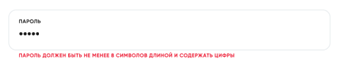 ПАРОЛЬ
•••••
ПАРОЛЬ ДОЛЖЕН БЫТЬ НЕ МЕНЕЕ 8 СИМВОЛОВ ДЛИНОЙ И СОДЕРЖАТЬ ЦИФРЫ